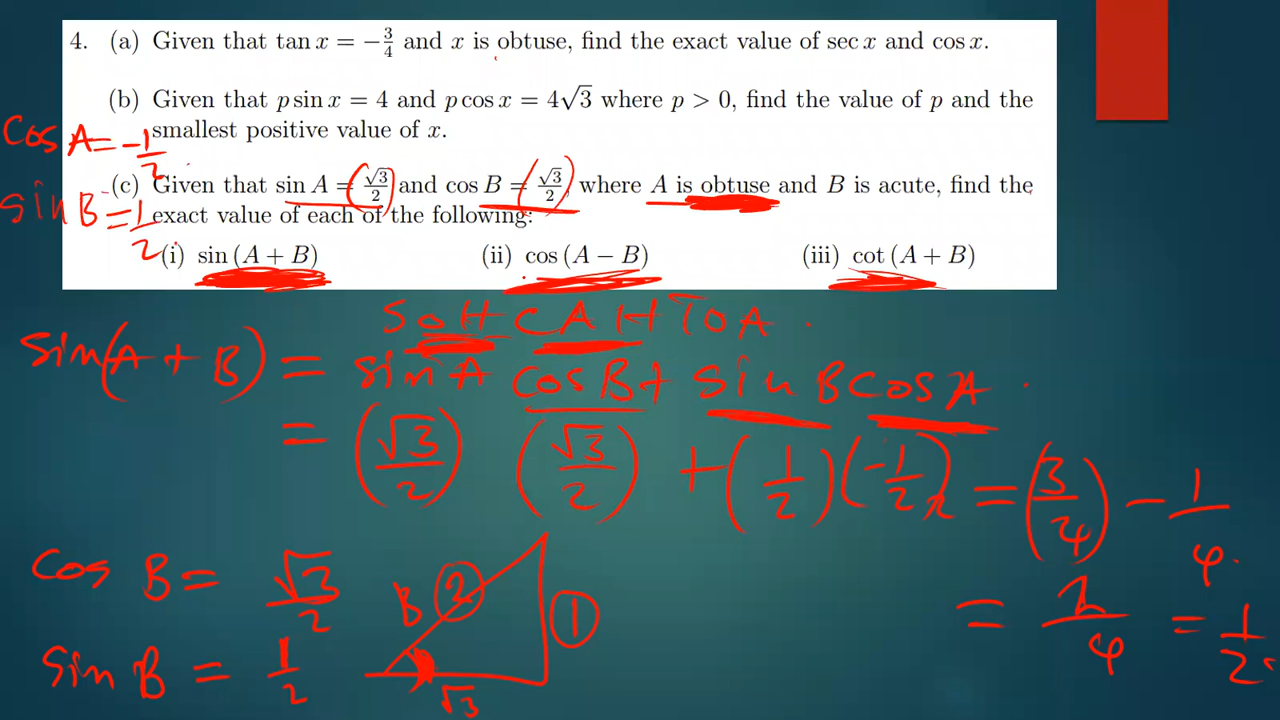 4. (a) Given that tan x = −3/4 and x is obtuse, find the exact value of sec x and cos x.
(b) Given that p sin x = 4 and p cos x = 4√3 where p > 0, find the value of p and the
smallest positive value of x.
cos A = -1/2
(c) Given that sin A = √3/2 and cos B = √3/2 where A is obtuse and B is acute, find the
sin B = 1/2
exact value of each of the following:
(i) sin (A + B) (ii) cos (A − B) (iii) cot (A + B)
SOH CAH TOA.
sin(A + B) = sin A cos B + sin B cos A.
= (√3/2) (√3/2) + (1/2)(-1/2) = (3/4) - 1/4.
= 2/4 = 1/2.
cos B = √3/2
B 2 1
sin B = 1/2
√3